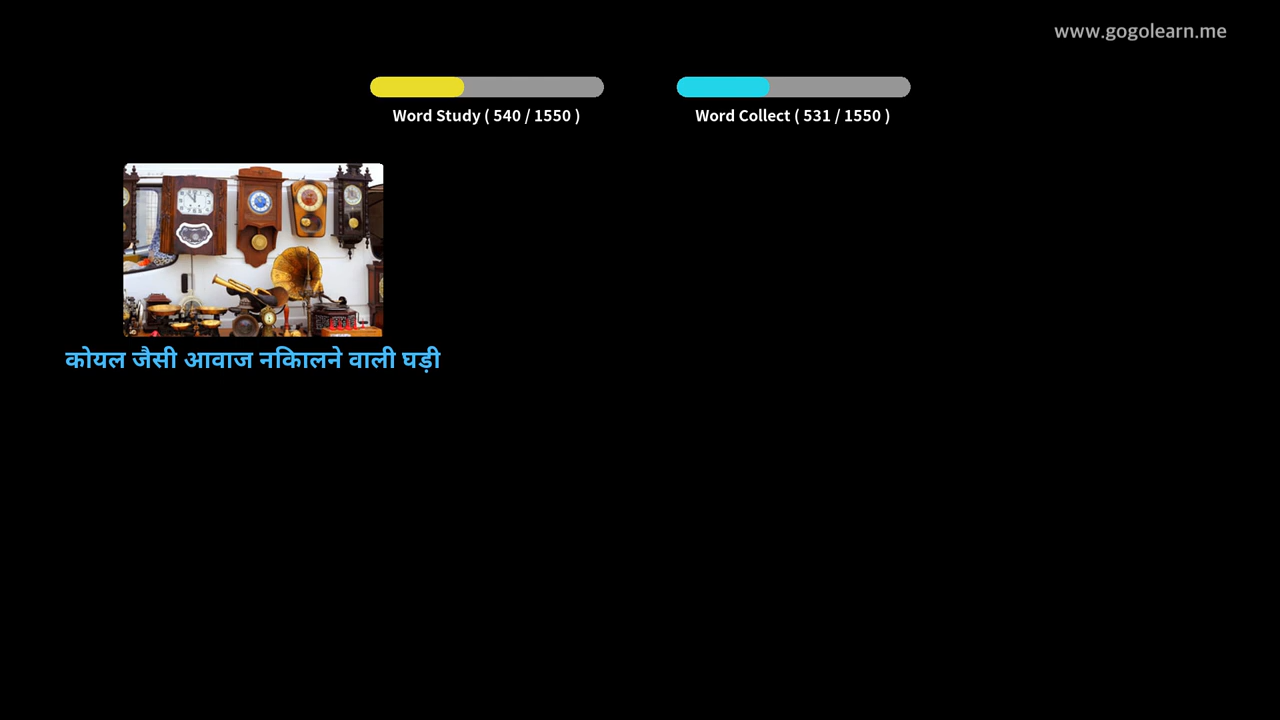 www.gogolearn.me
Word Study ( 540 / 1550 )
Word Collect ( 531 / 1550 )
कोयल जैसी आवाज निकालने वाली घड़ी